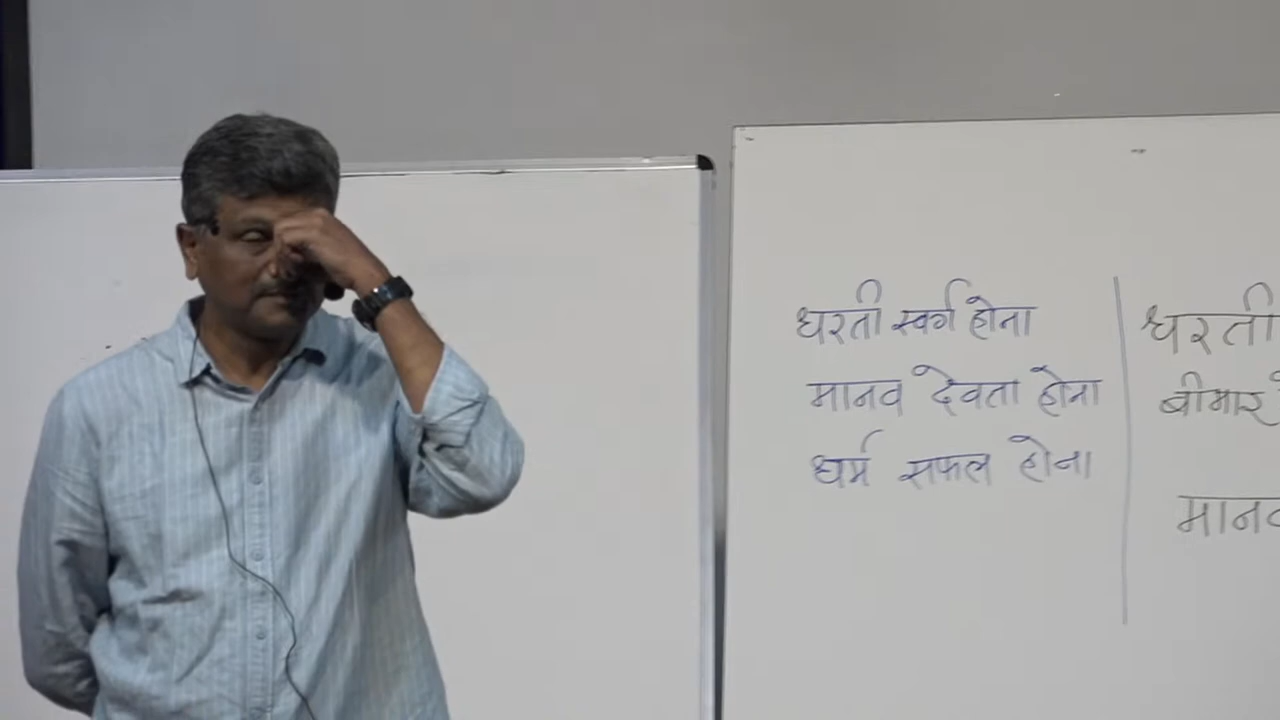 धरती स्वर्ग होना
मानव देवता होना
धर्म सफल होना
धरती
बीमार
मानव